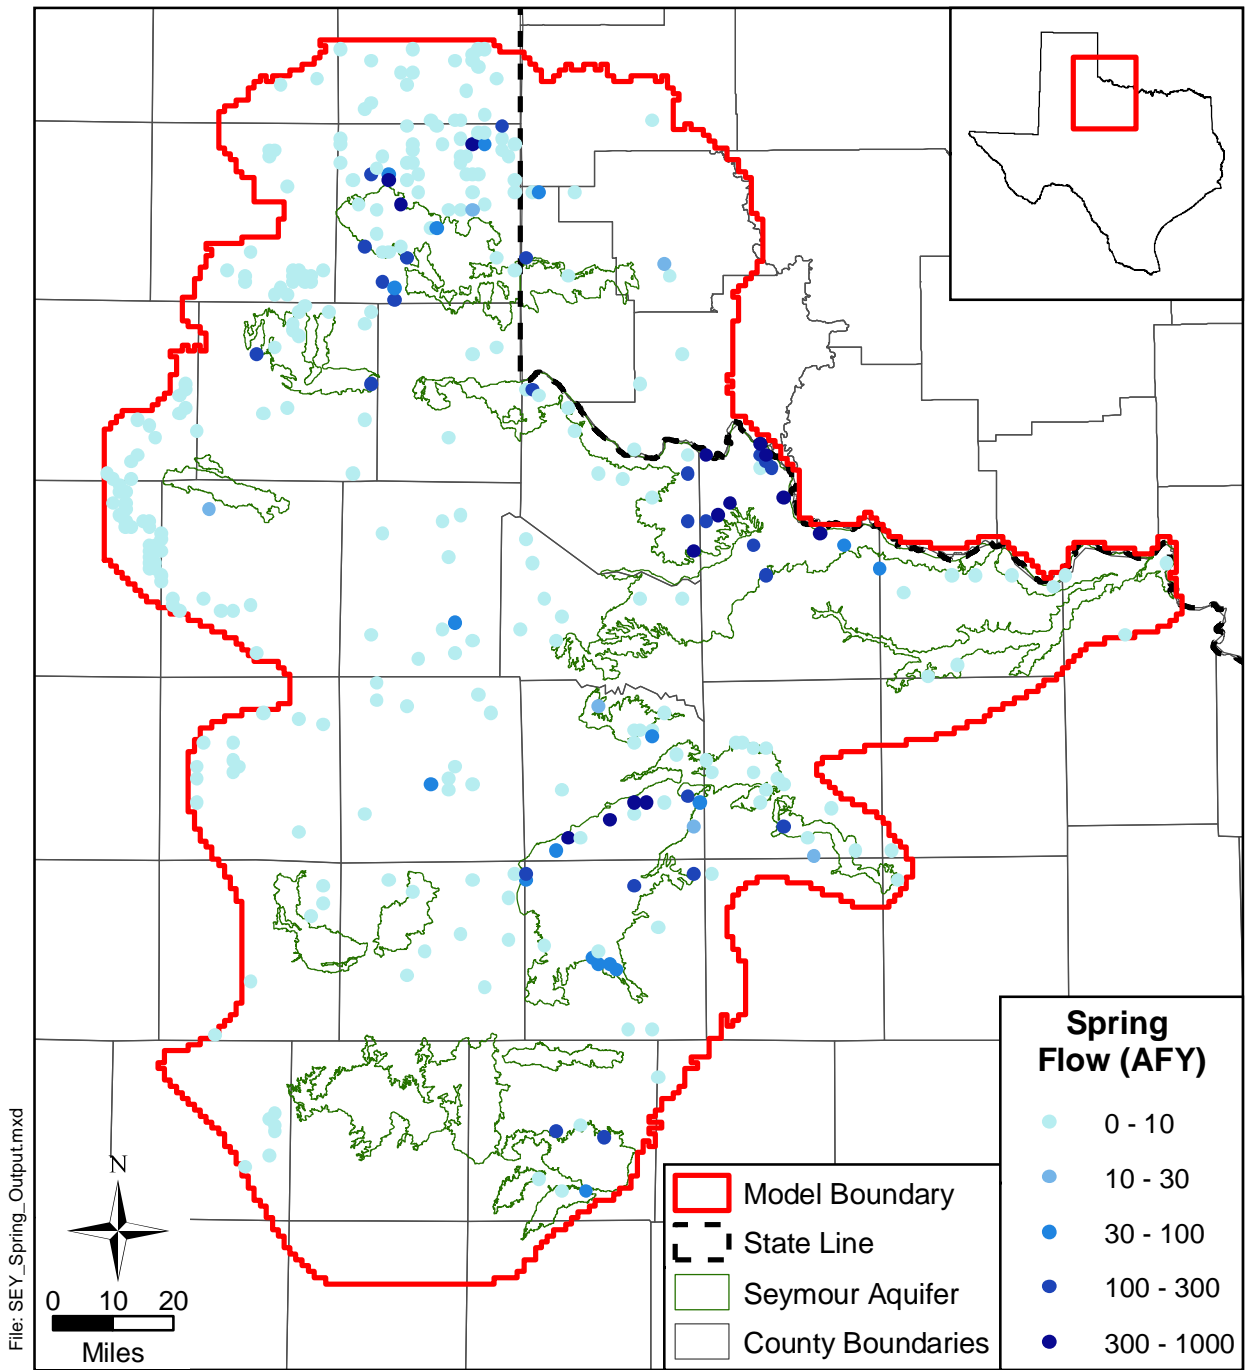 Spring
Flow (AFY)
0 - 10
10 - 30
30 - 100
100 - 300
300 - 1000
Model Boundary
State Line
Seymour Aquifer
County Boundaries
N
0 10 20
Miles
File: SEY_Spring_Output.mxd